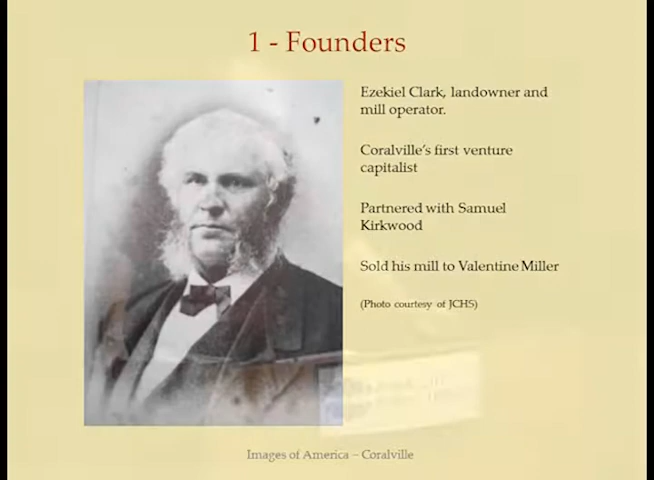 1 - Founders
Ezekiel Clark, landowner and
mill operator.
Coralville's first venture
capitalist
Partnered with Samuel
Kirkwood
Sold his mill to Valentine Miller
(Photo courtesy of JCHS)
Images of America – Coralville